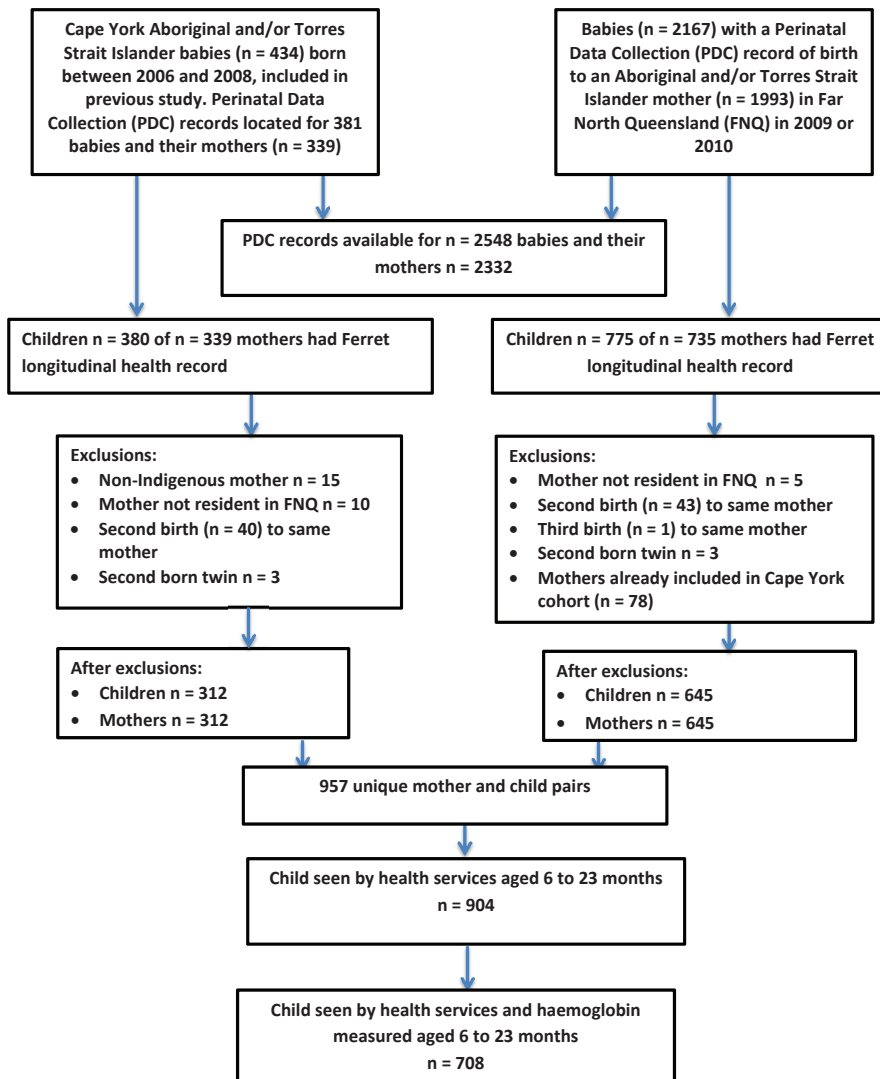 Cape York Aboriginal and/or Torres
Strait Islander babies (n = 434) born
between 2006 and 2008, included in
previous study. Perinatal Data
Collection (PDC) records located for 381
babies and their mothers (n = 339)
Babies (n = 2167) with a Perinatal
Data Collection (PDC) record of birth
to an Aboriginal and/or Torres Strait
Islander mother (n = 1993) in Far
North Queensland (FNQ) in 2009 or
2010
PDC records available for n = 2548 babies and their
mothers n = 2332
Children n = 380 of n = 339 mothers had Ferret
longitudinal health record
Children n = 775 of n = 735 mothers had Ferret
longitudinal health record
Exclusions:
• Non-Indigenous mother n = 15
• Mother not resident in FNQ n = 10
• Second birth (n = 40) to same
mother
• Second born twin n = 3
Exclusions:
• Mother not resident in FNQ n = 5
• Second birth (n = 43) to same mother
• Third birth (n = 1) to same mother
• Second born twin n = 3
• Mothers already included in Cape York
cohort (n = 78)
After exclusions:
• Children n = 312
• Mothers n = 312
After exclusions:
• Children n = 645
• Mothers n = 645
957 unique mother and child pairs
Child seen by health services aged 6 to 23 months
n = 904
Child seen by health services and haemoglobin
measured aged 6 to 23 months
n = 708